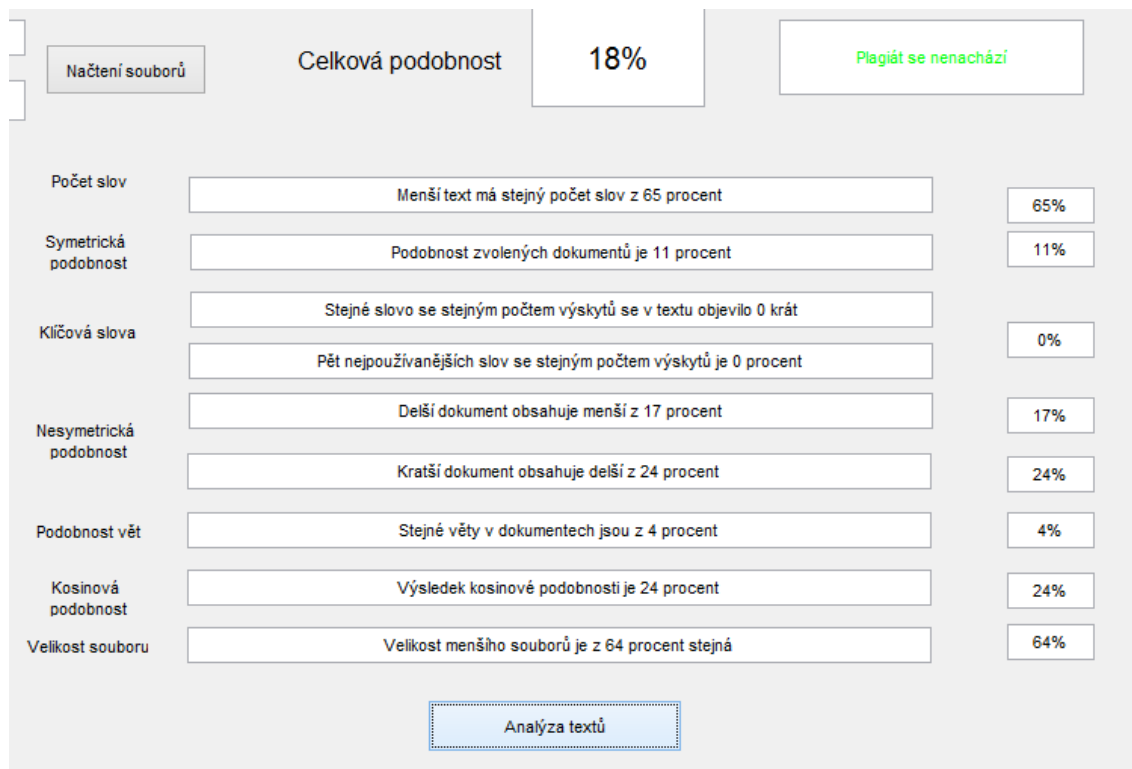 Načtení souborů
Celková podobnost
18%
Plagiát se nenachází
Počet slov
Menší text má stejný počet slov z 65 procent
65%
Symetrická
podobnost
Podobnost zvolených dokumentů je 11 procent
11%
Klíčová slova
Stejné slovo se stejným počtem výskytů se v textu objevilo 0 krát
Pět nejpoužívanějších slov se stejným počtem výskytů je 0 procent
0%
Nesymetrická
podobnost
Delší dokument obsahuje menší z 17 procent
17%
Kratší dokument obsahuje delší z 24 procent
24%
Podobnost vět
Stejné věty v dokumentech jsou z 4 procent
4%
Kosinová
podobnost
Výsledek kosinové podobnosti je 24 procent
24%
Velikost souboru
Velikost menšího souborů je z 64 procent stejná
64%
Analýza textů